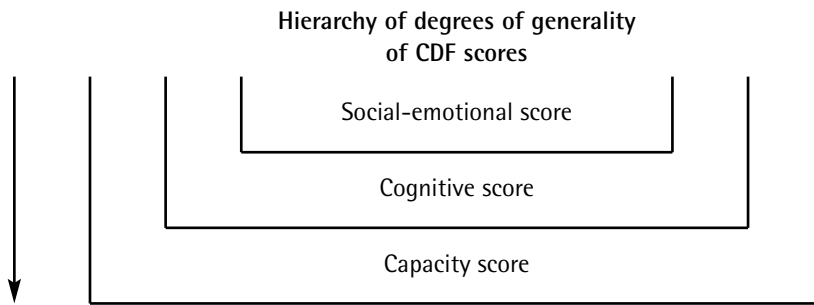 Hierarchy of degrees of generality
of CDF scores
Social-emotional score
Cognitive score
Capacity score